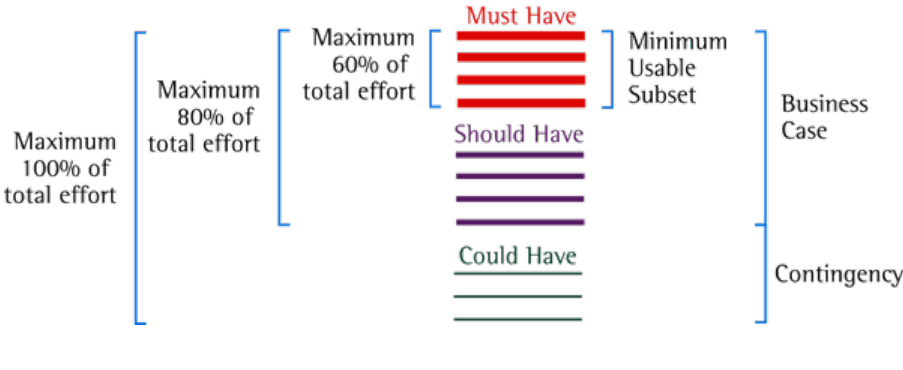 Must Have
Maximum
60% of
total effort
Minimum
Usable
Subset
Maximum
80% of
total effort
Business
Case
Should Have
Maximum
100% of
total effort
Could Have
Contingency